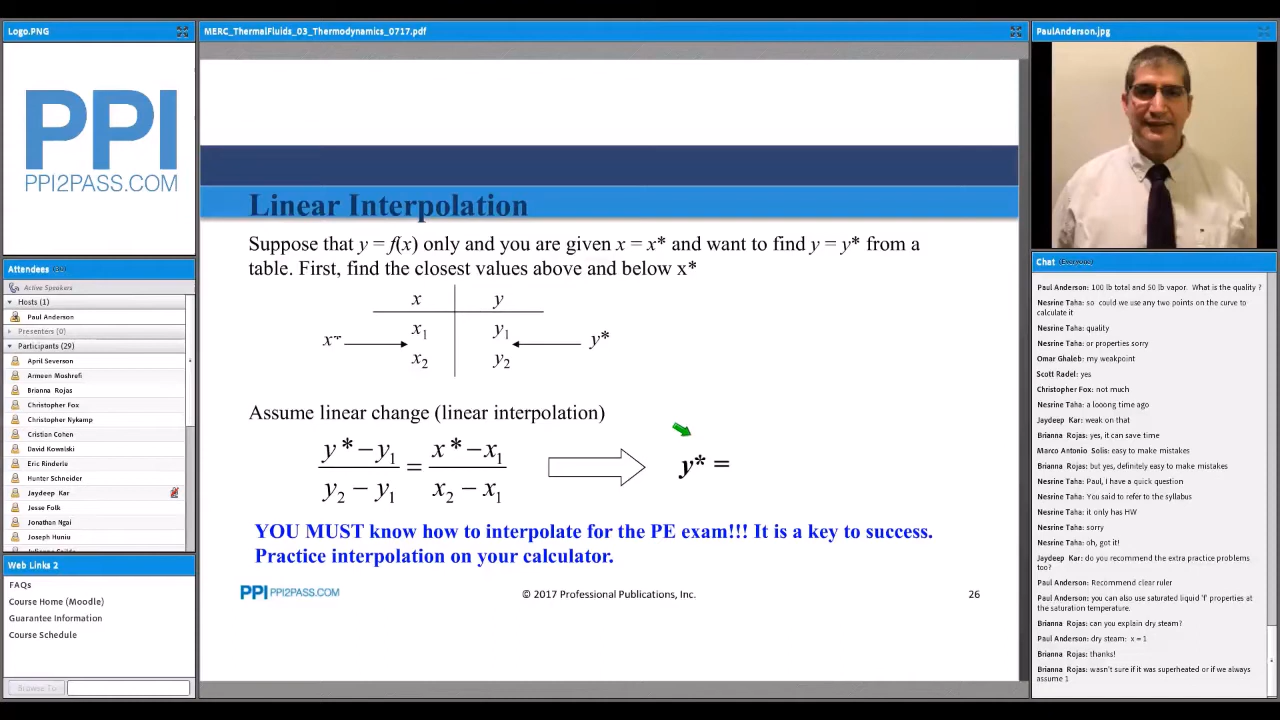 Logo.PNG
PPI
PPI2PASS.COM
Attendees
Active Speakers
Hosts (1)
Paul Anderson
Presenters (0)
Participants (29)
April Severson
Armeen Moshrefi
Brianna Rojas
Christopher Fox
Christopher Nykamp
Cristian Cohen
David Kowalski
Eric Rinderle
Hunter Schneider
Jaydeep Kar
Jesse Folk
Jonathan Ngai
Joseph Huniu
Web Links 2
FAQs
Course Home (Moodle)
Guarantee Information
Course Schedule
Browse To
MERC_ThermalFluids_03_Thermodynamics_0717.pdf
Linear Interpolation
Suppose that y = f(x) only and you are given x = x* and want to find y = y* from a
table. First, find the closest values above and below x*
x y
x₁ y₁
x* y*
x₂ y₂
Assume linear change (linear interpolation)
y* − y₁ / y₂ − y₁ = x* − x₁ / x₂ − x₁
y* =
YOU MUST know how to interpolate for the PE exam!!! It is a key to success.
Practice interpolation on your calculator.
PPI PPI2PASS.COM
© 2017 Professional Publications, Inc.
26
PaulAnderson.jpg
Chat (Everyone)
Paul Anderson: 100 lb total and 50 lb vapor. What is the quality ?
Nesrine Taha: so could we use any two points on the curve to
calculate it
Nesrine Taha: quality
Nesrine Taha: or properties sorry
Omar Ghaleb: my weakpoint
Scott Radel: yes
Christopher Fox: not much
Nesrine Taha: a looong time ago
Jaydeep Kar: weak on that
Brianna Rojas: yes, it can save time
Marco Antonio Solis: easy to make mistakes
Brianna Rojas: but yes, definitely easy to make mistakes
Nesrine Taha: Paul, I have a quick question
Nesrine Taha: You said to refer to the syllabus
Nesrine Taha: it only has HW
Nesrine Taha: sorry
Nesrine Taha: oh, got it!
Jaydeep Kar: do you recommend the extra practice problems
too?
Paul Anderson: Recommend clear ruler
Paul Anderson: you can also use saturated liquid 'f' properties at
the saturation temperature.
Brianna Rojas: can you explain dry steam?
Paul Anderson: dry steam: x = 1
Brianna Rojas: thanks!
Brianna Rojas: wasn't sure if it was superheated or if we always
assume 1